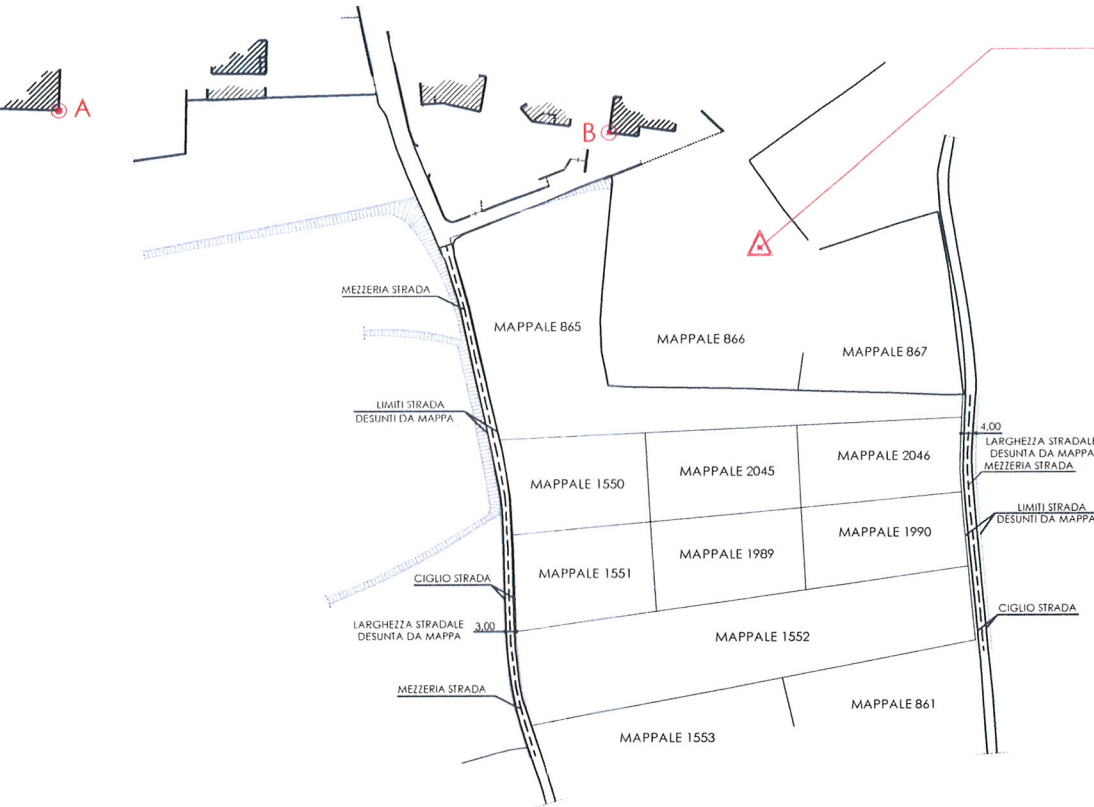 A
B
MEZZERIA STRADA
MAPPALE 865
MAPPALE 866
MAPPALE 867
LIMITI STRADA
DESUNTI DA MAPPA
4,00
LARGHEZZA STRADALE
DESUNTA DA MAPPA
MEZZERIA STRADA
MAPPALE 1550
MAPPALE 2045
MAPPALE 2046
LIMITI STRADA
DESUNTI DA MAPPA
MAPPALE 1551
MAPPALE 1989
MAPPALE 1990
CIGLIO STRADA
CIGLIO STRADA
LARGHEZZA STRADALE
DESUNTA DA MAPPA
3,00
MAPPALE 1552
MEZZERIA STRADA
MAPPALE 861
MAPPALE 1553